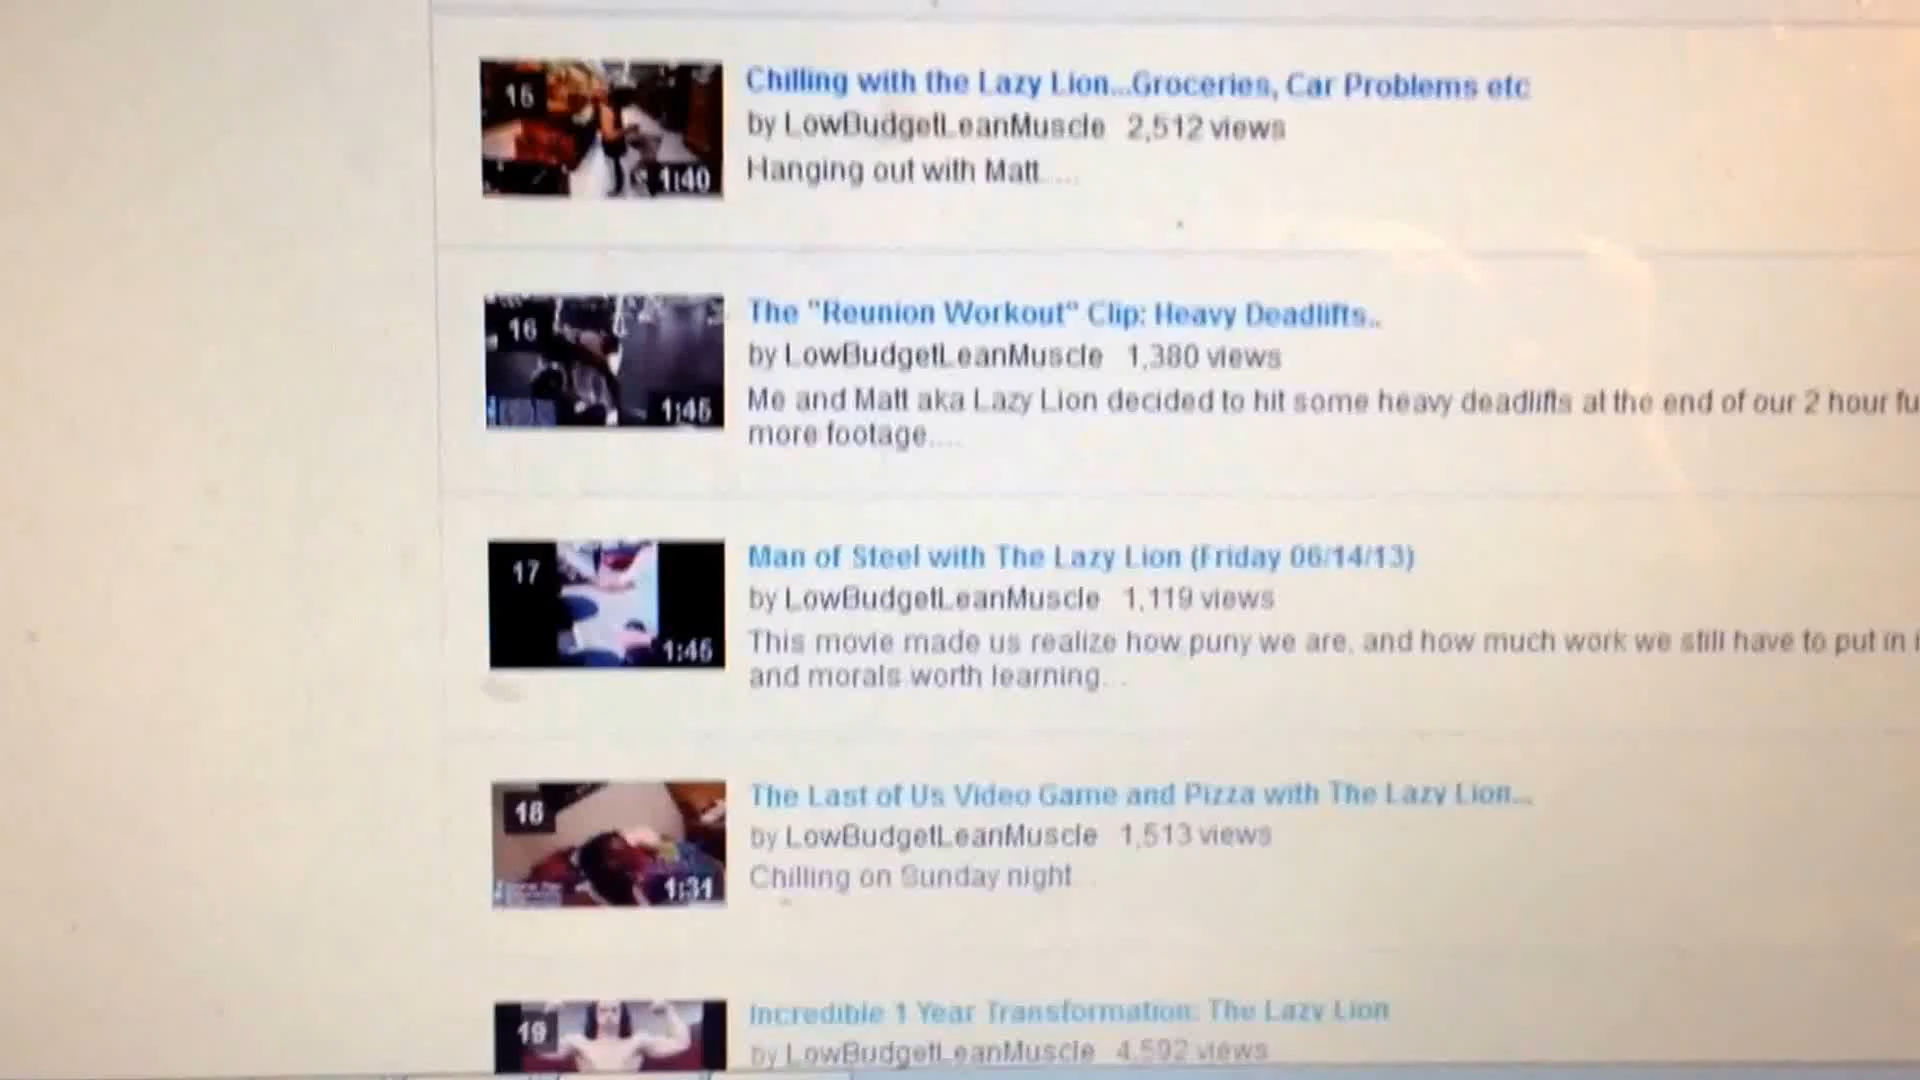 15
1:40
Chilling with the Lazy Lion...Groceries, Car Problems etc
by LowBudgetLeanMuscle 2,512 views
Hanging out with Matt.....
16
1:45
The "Reunion Workout" Clip: Heavy Deadlifts..
by LowBudgetLeanMuscle 1,380 views
Me and Matt aka Lazy Lion decided to hit some heavy deadlifts at the end of our 2 hour fu
more footage....
17
1:45
Man of Steel with The Lazy Lion (Friday 06/14/13)
by LowBudgetLeanMuscle 1,119 views
This movie made us realize how puny we are, and how much work we still have to put in
and morals worth learning...
18
1:31
The Last of Us Video Game and Pizza with The Lazy Lion...
by LowBudgetLeanMuscle 1,513 views
Chilling on Sunday night
19
Incredible 1 Year Transformation: The Lazy Lion
by LowBudgetLeanMuscle 4,592 views